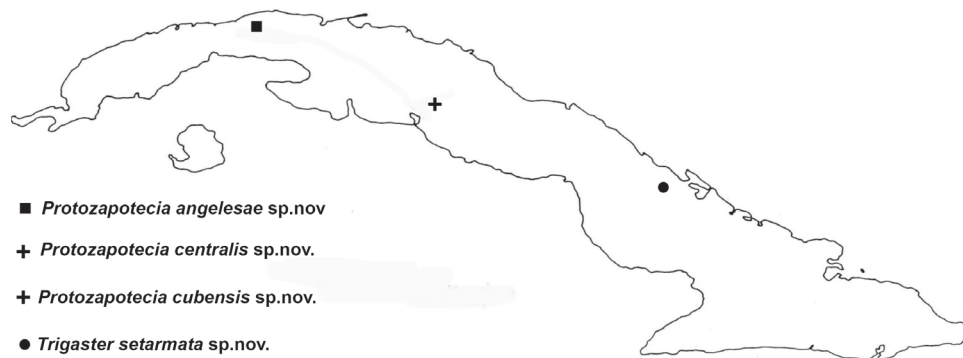 Protozapotecia angelesae sp.nov
Protozapotecia centralis sp.nov.
Protozapotecia cubensis sp.nov.
Trigaster setarmata sp.nov.